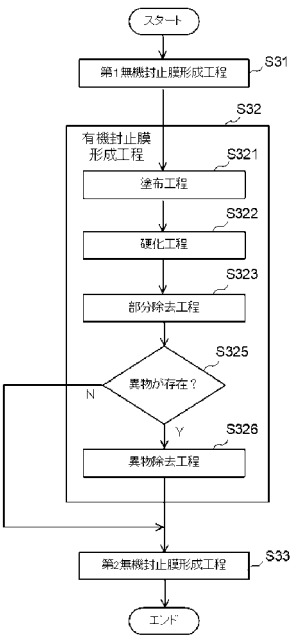 スタート
S31
第1無機封止膜形成工程
S32
有機封止膜
形成工程
S321
塗布工程
S322
硬化工程
S323
部分除去工程
S325
異物が存在?
N
Y
S326
異物除去工程
S33
第2無機封止膜形成工程
エンド